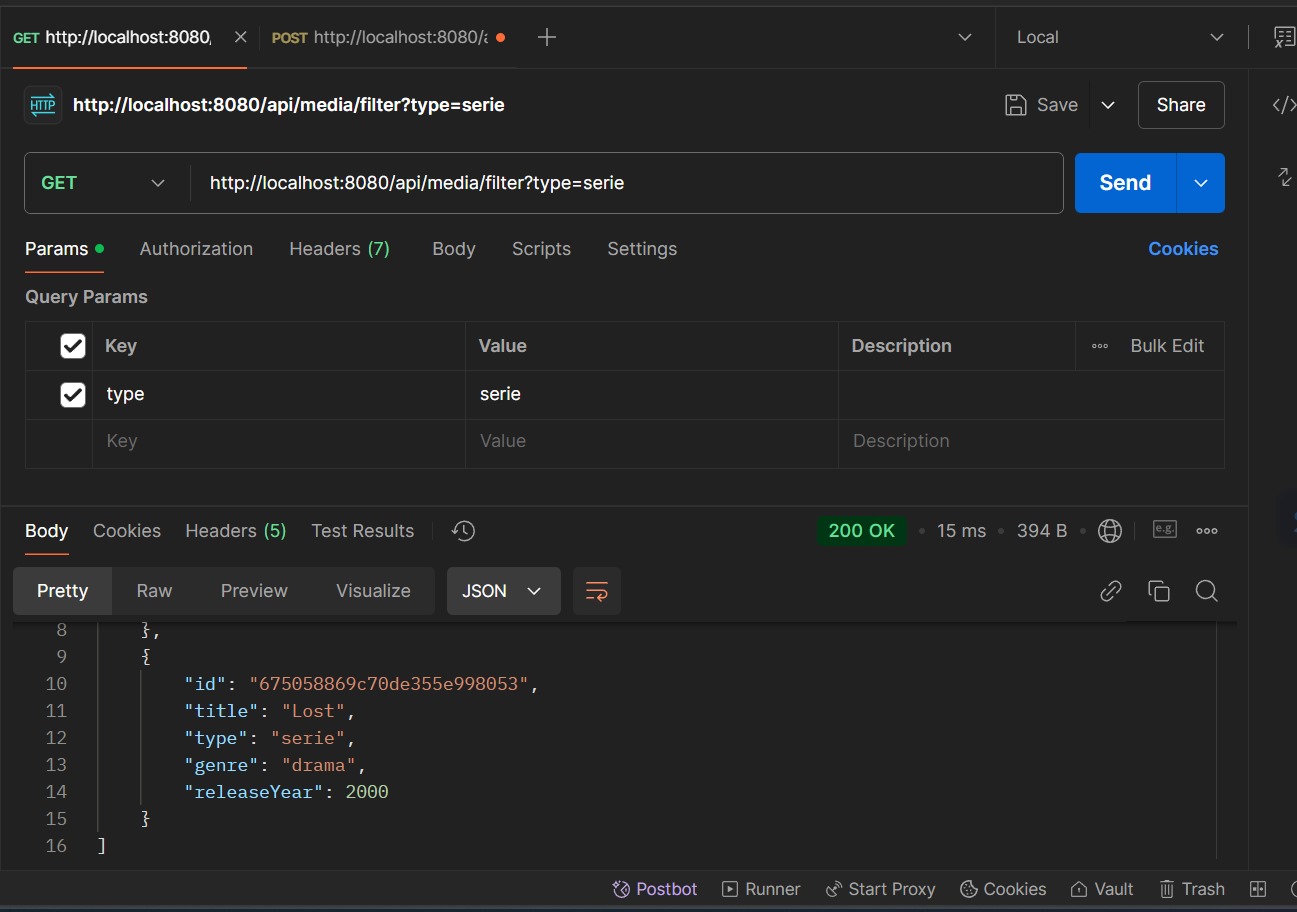 GET http://localhost:8080, POST http://localhost:8080/a Local
HTTP http://localhost:8080/api/media/filter?type=serie Save Share
GET http://localhost:8080/api/media/filter?type=serie Send
Params Authorization Headers (7) Body Scripts Settings Cookies
Query Params
Key Value Description Bulk Edit
type serie
Key Value Description
Body Cookies Headers (5) Test Results 200 OK 15 ms 394 B e.g.
Pretty Raw Preview Visualize JSON
8 },
9 {
10 "id": "675058869c70de355e998053",
11 "title": "Lost",
12 "type": "serie",
13 "genre": "drama",
14 "releaseYear": 2000
15 }
16 ]
Postbot Runner Start Proxy Cookies Vault Trash